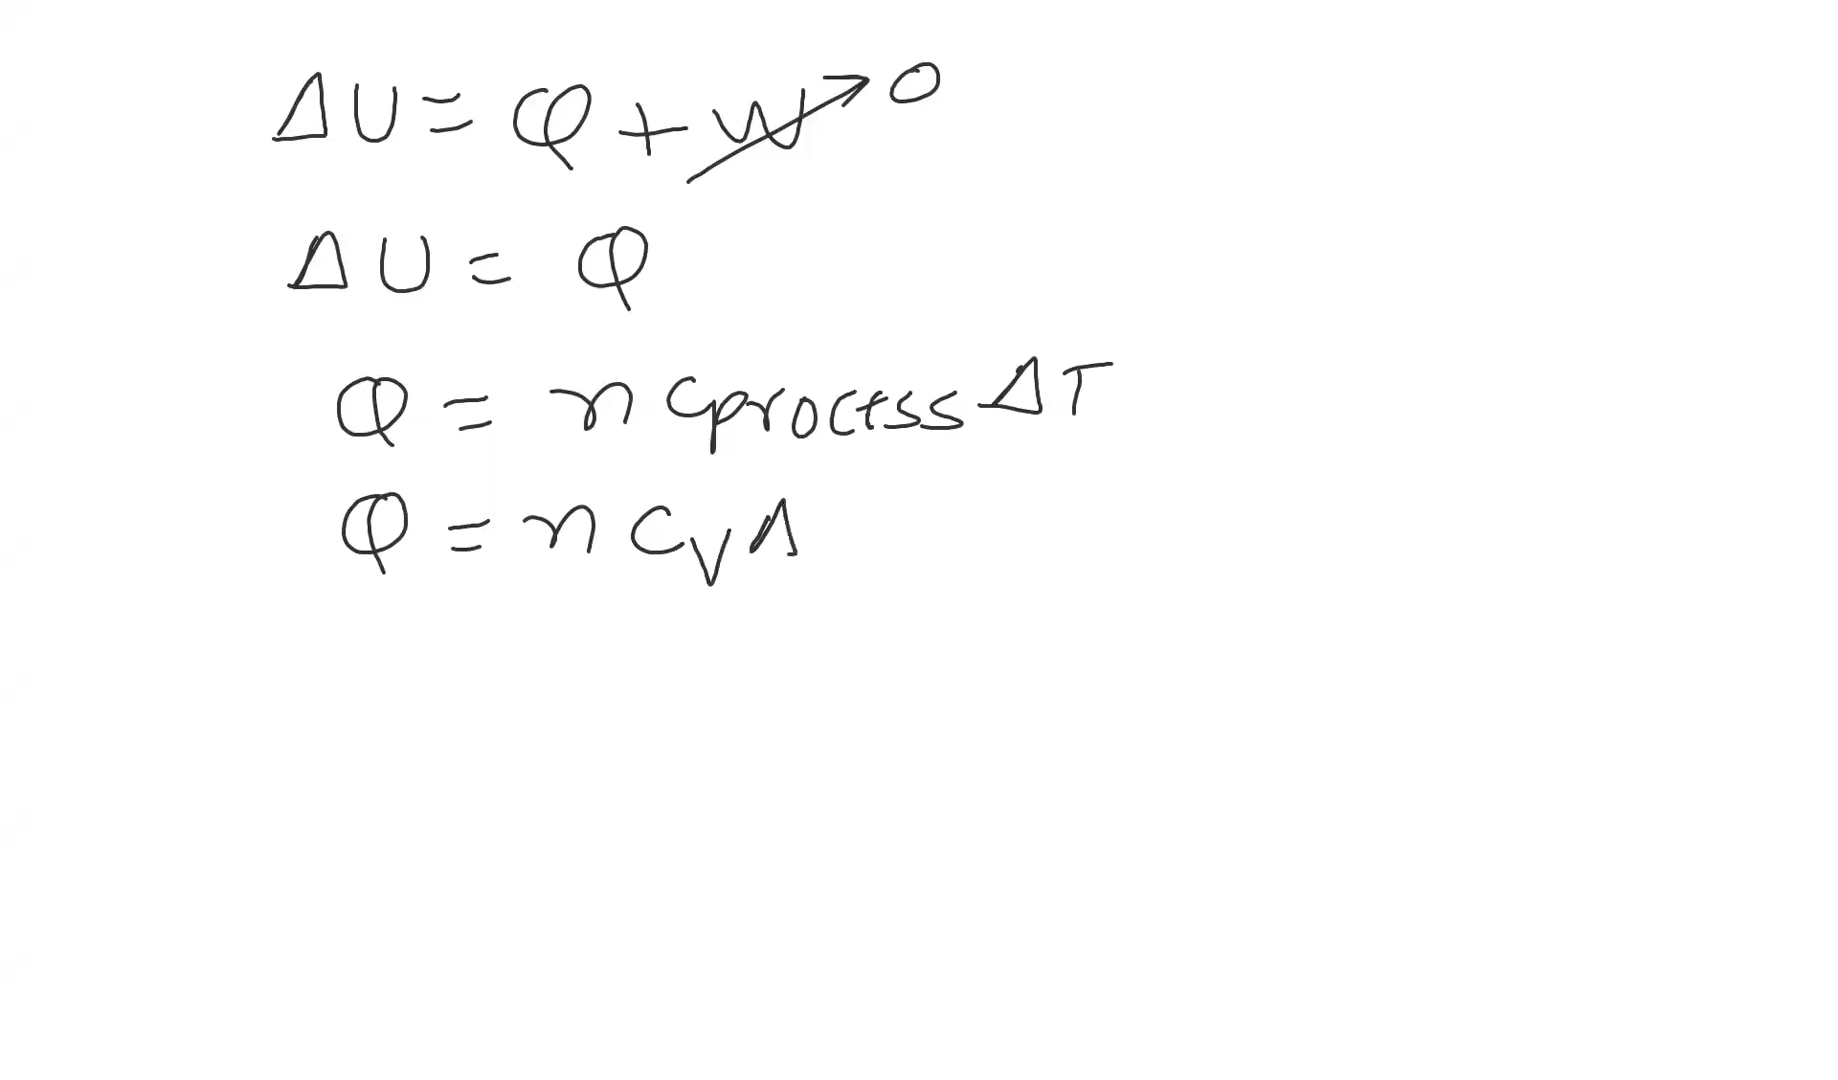 ΔU = Q + W → 0
ΔU = Q
Q = n Cprocess ΔT
Q = n Cv Δ